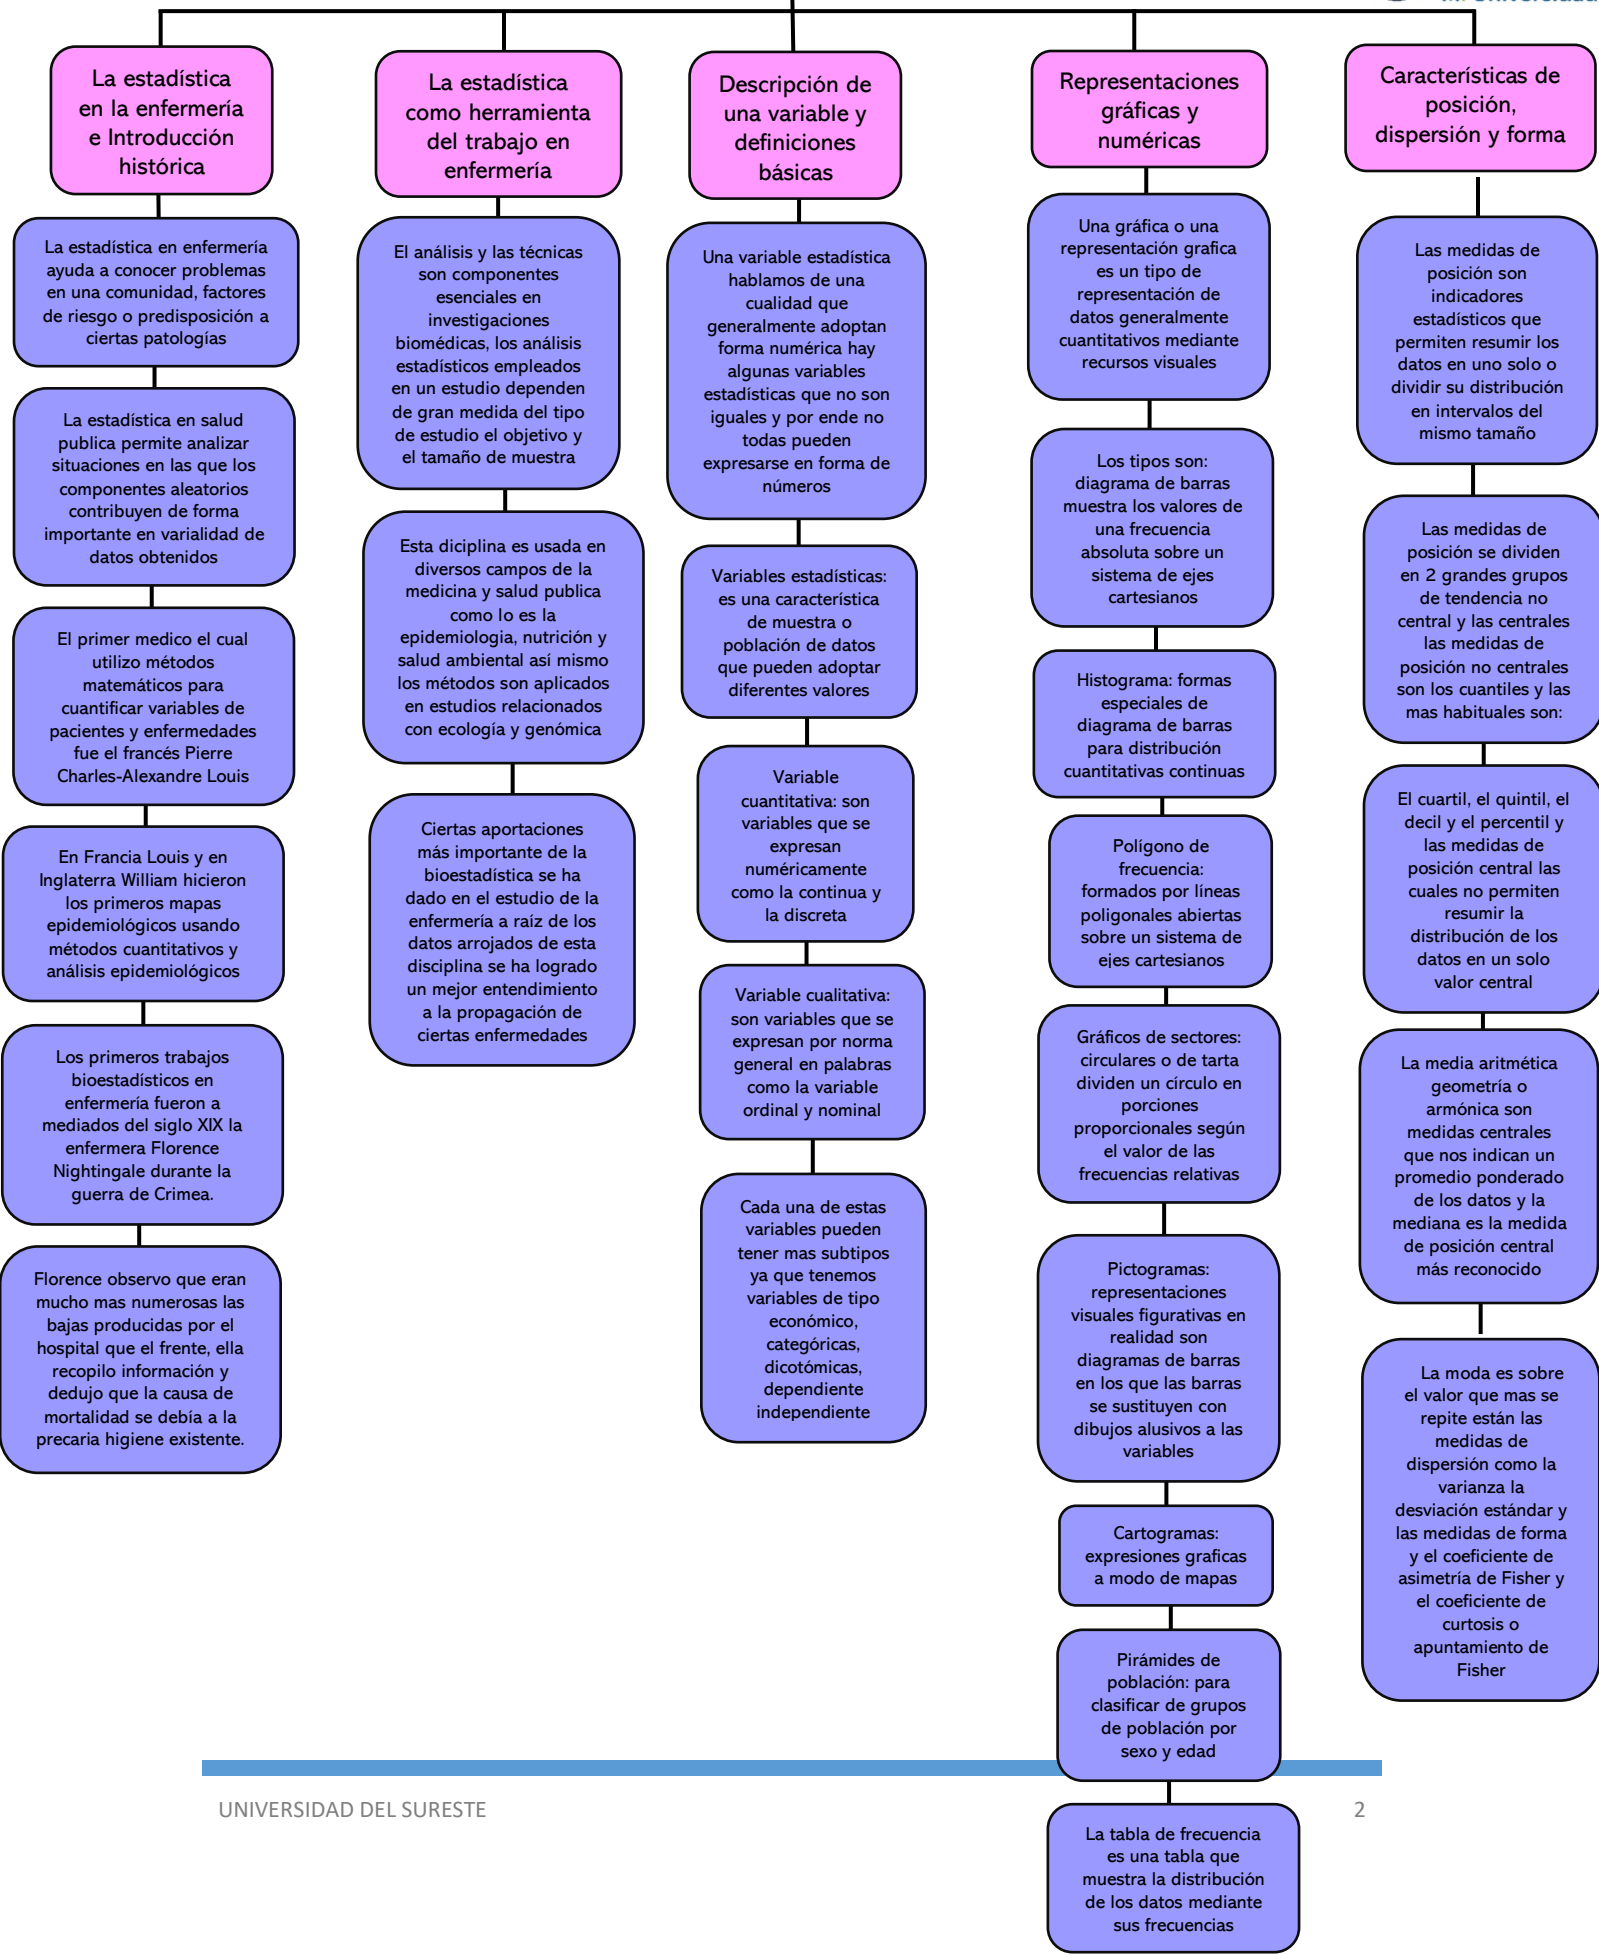 La estadística
en la enfermería
e Introducción
histórica
La estadística en enfermería
ayuda a conocer problemas
en una comunidad, factores
de riesgo o predisposición a
ciertas patologías
La estadística en salud
publica permite analizar
situaciones en las que los
componentes aleatorios
contribuyen de forma
importante en varialidad de
datos obtenidos
El primer medico el cual
utilizo métodos
matemáticos para
cuantificar variables de
pacientes y enfermedades
fue el francés Pierre
Charles-Alexandre Louis
En Francia Louis y en
Inglaterra William hicieron
los primeros mapas
epidemiológicos usando
métodos cuantitativos y
análisis epidemiológicos
Los primeros trabajos
bioestadísticos en
enfermería fueron a
mediados del siglo XIX la
enfermera Florence
Nightingale durante la
guerra de Crimea.
Florence observo que eran
mucho mas numerosas las
bajas producidas por el
hospital que el frente, ella
recopilo información y
dedujo que la causa de
mortalidad se debía a la
precaria higiene existente.
La estadística
como herramienta
del trabajo en
enfermería
El análisis y las técnicas
son componentes
esenciales en
investigaciones
biomédicas, los análisis
estadísticos empleados
en un estudio dependen
de gran medida del tipo
de estudio el objetivo y
el tamaño de muestra
Esta diciplina es usada en
diversos campos de la
medicina y salud publica
como lo es la
epidemiologia, nutrición y
salud ambiental así mismo
los métodos son aplicados
en estudios relacionados
con ecología y genómica
Ciertas aportaciones
más importante de la
bioestadística se ha
dado en el estudio de la
enfermería a raíz de los
datos arrojados de esta
disciplina se ha logrado
un mejor entendimiento
a la propagación de
ciertas enfermedades
Descripción de
una variable y
definiciones
básicas
Una variable estadística
hablamos de una
cualidad que
generalmente adoptan
forma numérica hay
algunas variables
estadísticas que no son
iguales y por ende no
todas pueden
expresarse en forma de
números
Variables estadísticas:
es una característica
de muestra o
población de datos
que pueden adoptar
diferentes valores
Variable
cuantitativa: son
variables que se
expresan
numéricamente
como la continua y
la discreta
Variable cualitativa:
son variables que se
expresan por norma
general en palabras
como la variable
ordinal y nominal
Cada una de estas
variables pueden
tener mas subtipos
ya que tenemos
variables de tipo
económico,
categóricas,
dicotómicas,
dependiente
independiente
Representaciones
gráficas y
numéricas
Una gráfica o una
representación grafica
es un tipo de
representación de
datos generalmente
cuantitativos mediante
recursos visuales
Los tipos son:
diagrama de barras
muestra los valores de
una frecuencia
absoluta sobre un
sistema de ejes
cartesianos
Histograma: formas
especiales de
diagrama de barras
para distribución
cuantitativas continuas
Polígono de
frecuencia:
formados por líneas
poligonales abiertas
sobre un sistema de
ejes cartesianos
Gráficos de sectores:
circulares o de tarta
dividen un círculo en
porciones
proporcionales según
el valor de las
frecuencias relativas
Pictogramas:
representaciones
visuales figurativas en
realidad son
diagramas de barras
en los que las barras
se sustituyen con
dibujos alusivos a las
variables
Cartogramas:
expresiones graficas
a modo de mapas
Pirámides de
población: para
clasificar de grupos
de población por
sexo y edad
La tabla de frecuencia
es una tabla que
muestra la distribución
de los datos mediante
sus frecuencias
Características de
posición,
dispersión y forma
Las medidas de
posición son
indicadores
estadísticos que
permiten resumir los
datos en uno solo o
dividir su distribución
en intervalos del
mismo tamaño
Las medidas de
posición se dividen
en 2 grandes grupos
de tendencia no
central y las centrales
las medidas de
posición no centrales
son los cuantiles y las
mas habituales son:
El cuartil, el quintil, el
decil y el percentil y
las medidas de
posición central las
cuales no permiten
resumir la
distribución de los
datos en un solo
valor central
La media aritmética
geometría o
armónica son
medidas centrales
que nos indican un
promedio ponderado
de los datos y la
mediana es la medida
de posición central
más reconocido
La moda es sobre
el valor que mas se
repite están las
medidas de
dispersión como la
varianza la
desviación estándar y
las medidas de forma
y el coeficiente de
asimetría de Fisher y
el coeficiente de
curtosis o
apuntamiento de
Fisher
UNIVERSIDAD DEL SURESTE
2